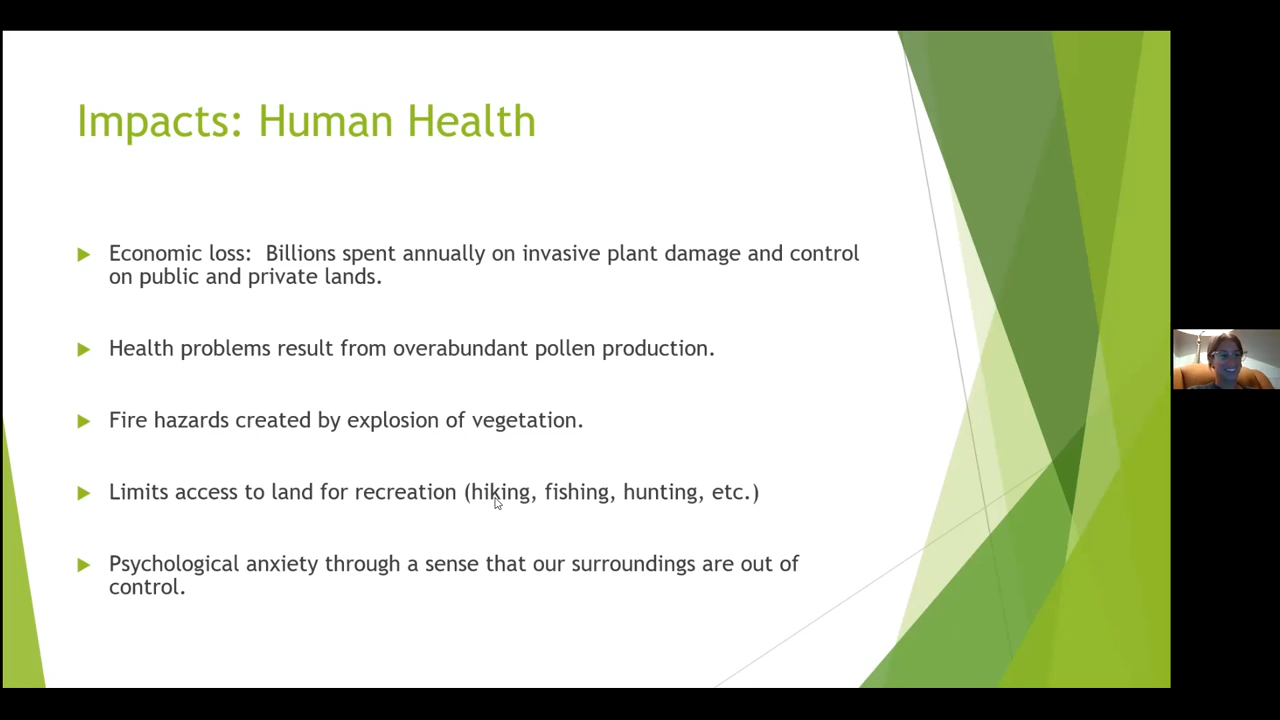 Impacts: Human Health
Economic loss:  Billions spent annually on invasive plant damage and control
on public and private lands.
Health problems result from overabundant pollen production.
Fire hazards created by explosion of vegetation.
Limits access to land for recreation (hiking, fishing, hunting, etc.)
Psychological anxiety through a sense that our surroundings are out of
control.